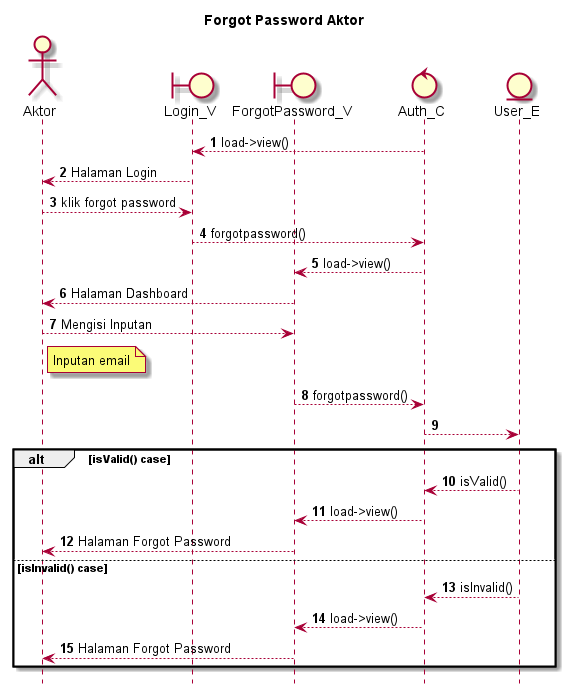 Forgot Password Aktor
Aktor Login_V ForgotPassword_V Auth_C User_E
1 load->view()
2 Halaman Login
3 klik forgot password
4 forgotpassword()
5 load->view()
6 Halaman Dashboard
7 Mengisi Inputan
Inputan email
8 forgotpassword()
9
alt [isValid() case]
10 isValid()
11 load->view()
12 Halaman Forgot Password
[isInvalid() case]
13 isInvalid()
14 load->view()
15 Halaman Forgot Password